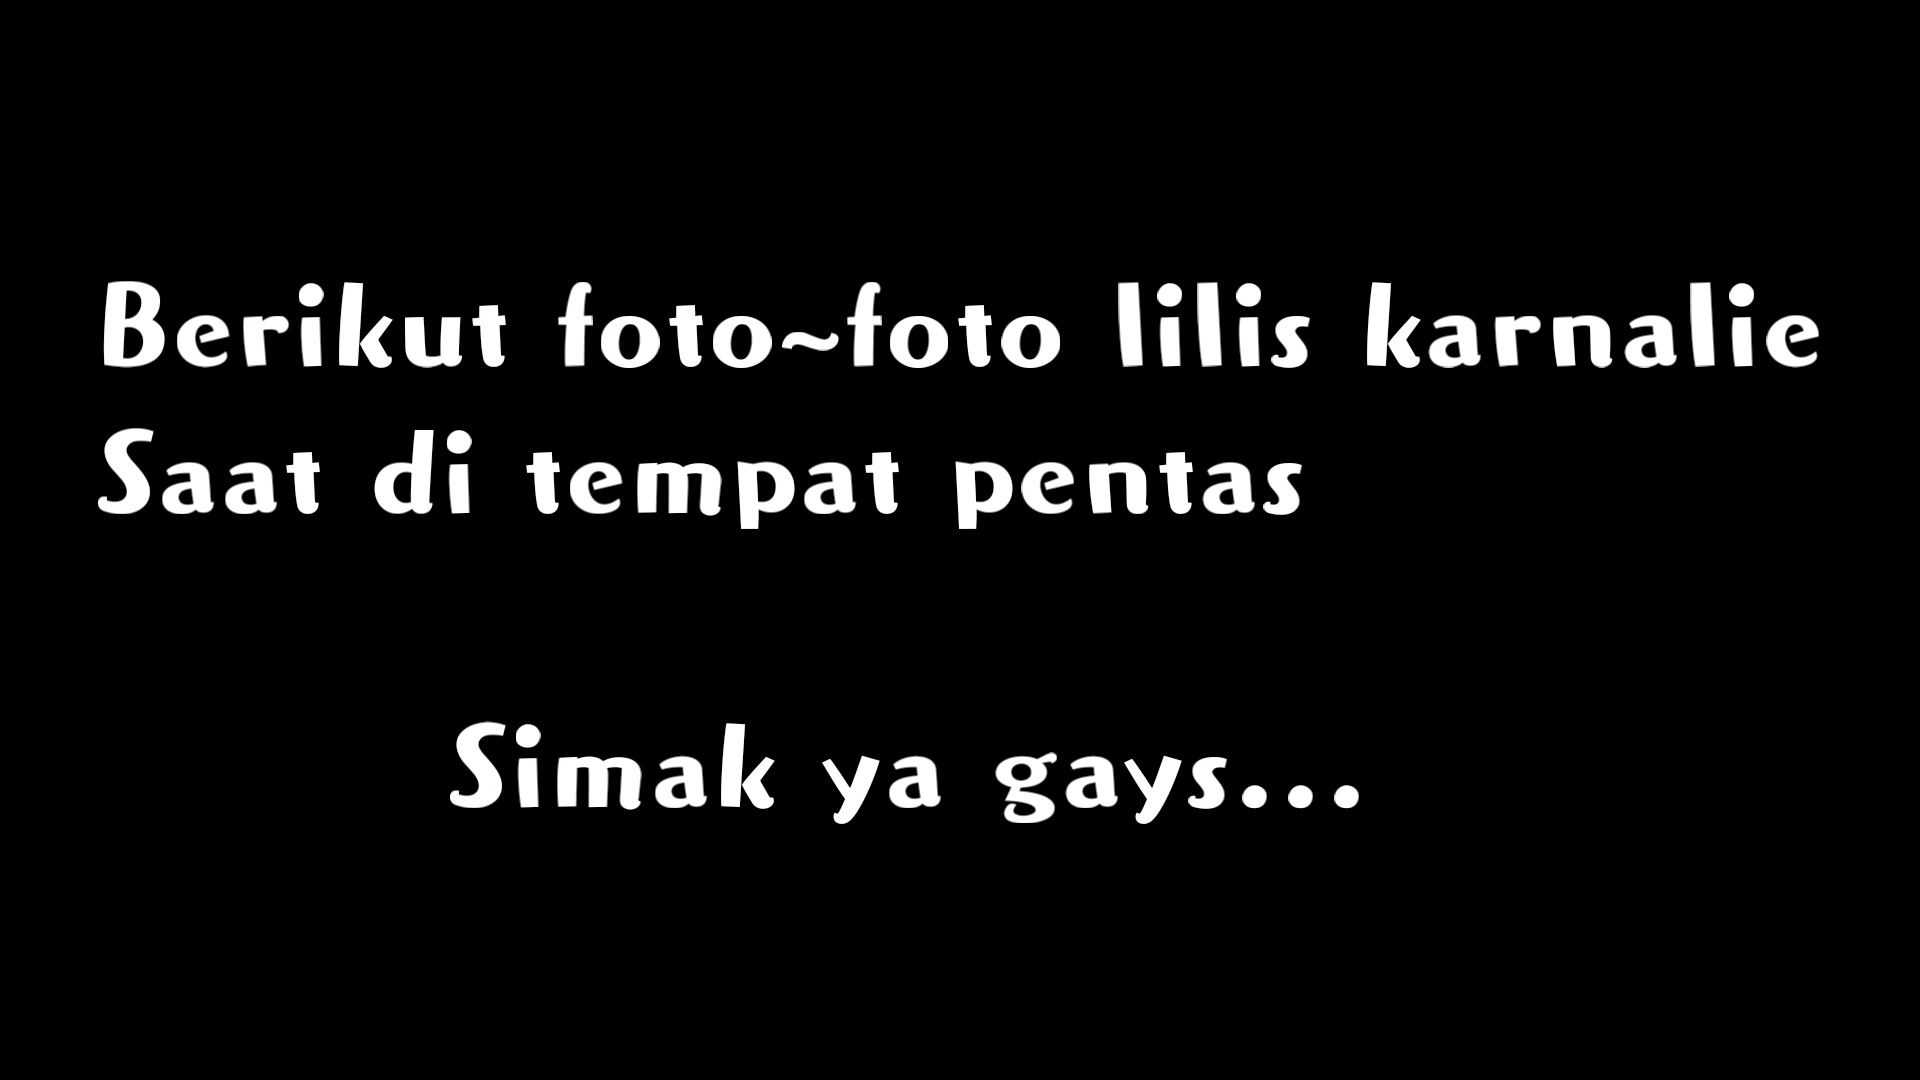 Berikut foto~foto lilis karnalie
Saat di tempat pentas
Simak ya gays...